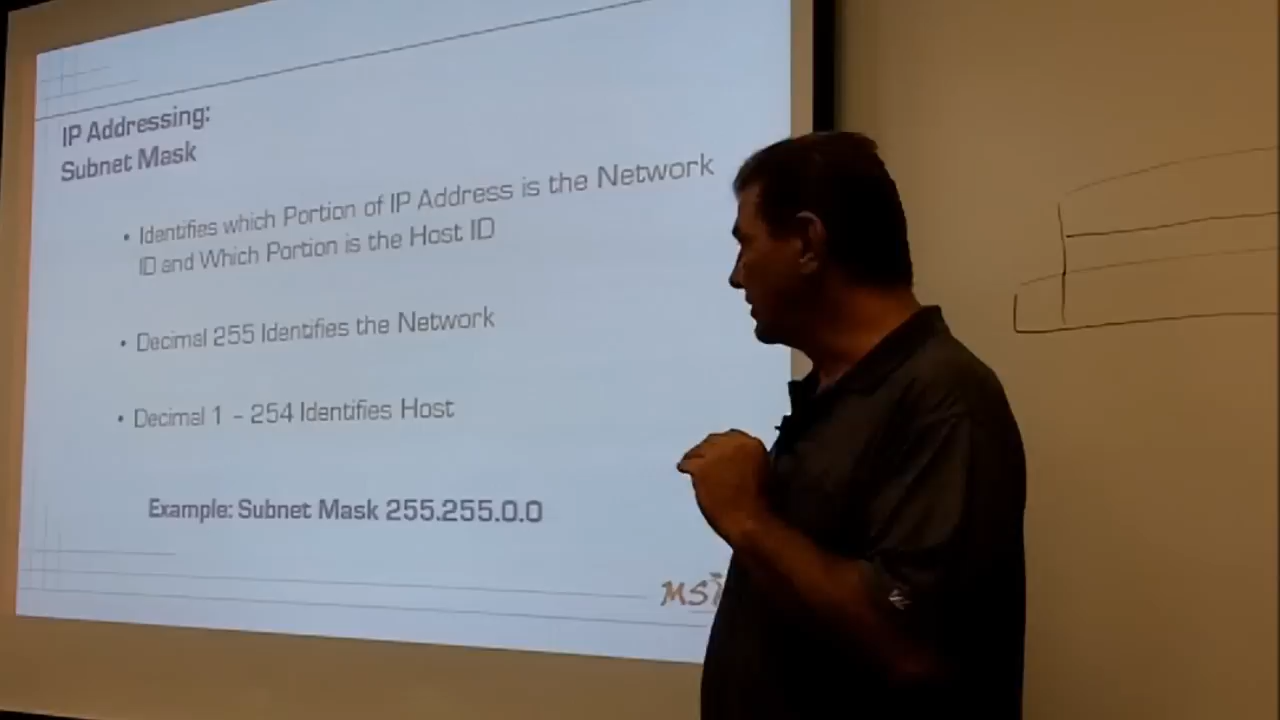 IP Addressing:
Subnet Mask
• Identifies which Portion of IP Address is the Network
ID and Which Portion is the Host ID
• Decimal 255 Identifies the Network
• Decimal 1 - 254 Identifies Host
Example: Subnet Mask 255.255.0.0